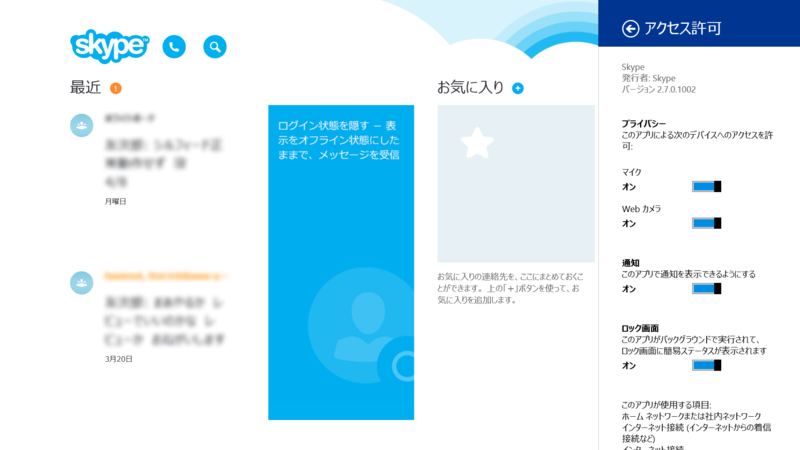 skype
最近 1
月曜日
3月20日
ログイン状態を隠す － 表
示をオフライン状態にした
ままで、メッセージを受信
お気に入り
お気に入りの連絡先を、ここにまとめておくこ
とができます。上の「＋」ボタンを使って、お
気に入りを追加します。
アクセス許可
Skype
発行者: Skype
バージョン 2.7.0.1002
プライバシー
このアプリによる次のデバイスへのアクセスを許
可:
マイク
オン
Web カメラ
オン
通知
このアプリで通知を表示できるようにする
オン
ロック画面
このアプリがバックグラウンドで実行されて、
ロック画面に簡易ステータスが表示されます
オン
このアプリが使用する項目:
ホーム ネットワークまたは社内ネットワーク
インターネット接続 (インターネットからの着信
接続など)
インターネット接続